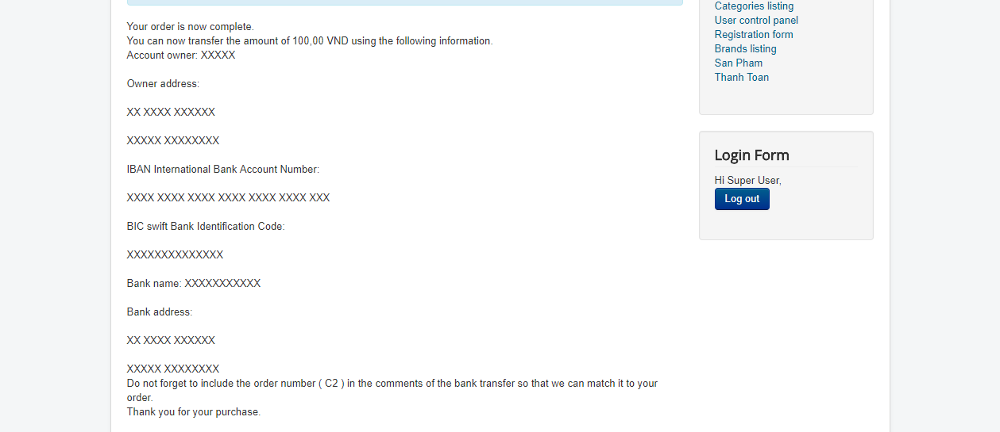 Your order is now complete.
You can now transfer the amount of 100,00 VND using the following information.
Account owner: XXXXX
Owner address:
XX XXXX XXXXXX
XXXXX XXXXXXXX
IBAN International Bank Account Number:
XXXX XXXX XXXX XXXX XXXX XXXX XXX
BIC swift Bank Identification Code:
XXXXXXXXXXXXXX
Bank name: XXXXXXXXXXX
Bank address:
XX XXXX XXXXXX
XXXXX XXXXXXXX
Do not forget to include the order number ( C2 ) in the comments of the bank transfer so that we can match it to your
order.
Thank you for your purchase.
Categories listing
User control panel
Registration form
Brands listing
San Pham
Thanh Toan
Login Form
Hi Super User,
Log out